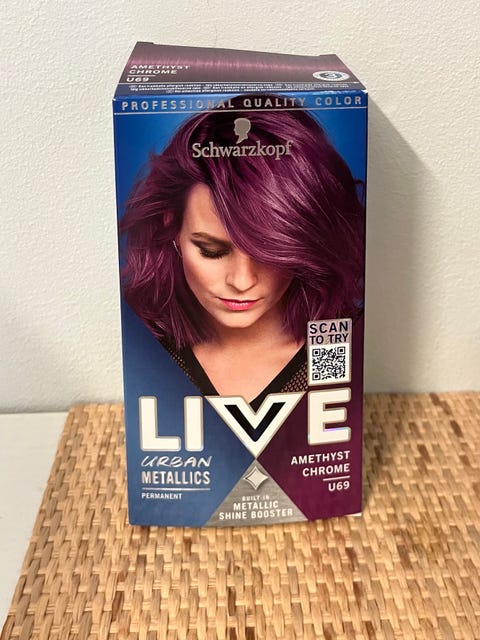 AMETHYST
CHROME
U69
PROFESSIONAL QUALITY COLOR
Schwarzkopf
SCAN
TO TRY
LIVE
URBAN
METALLICS
PERMANENT
AMETHYST
CHROME
U69
BUILT-IN
METALLIC
SHINE BOOSTER